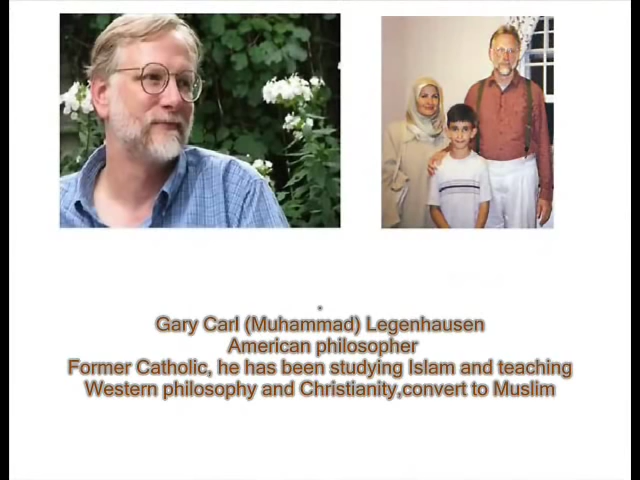 Gary Carl (Muhammad) Legenhausen
American philosopher
Former Catholic, he has been studying Islam and teaching
Western philosophy and Christianity,convert to Muslim